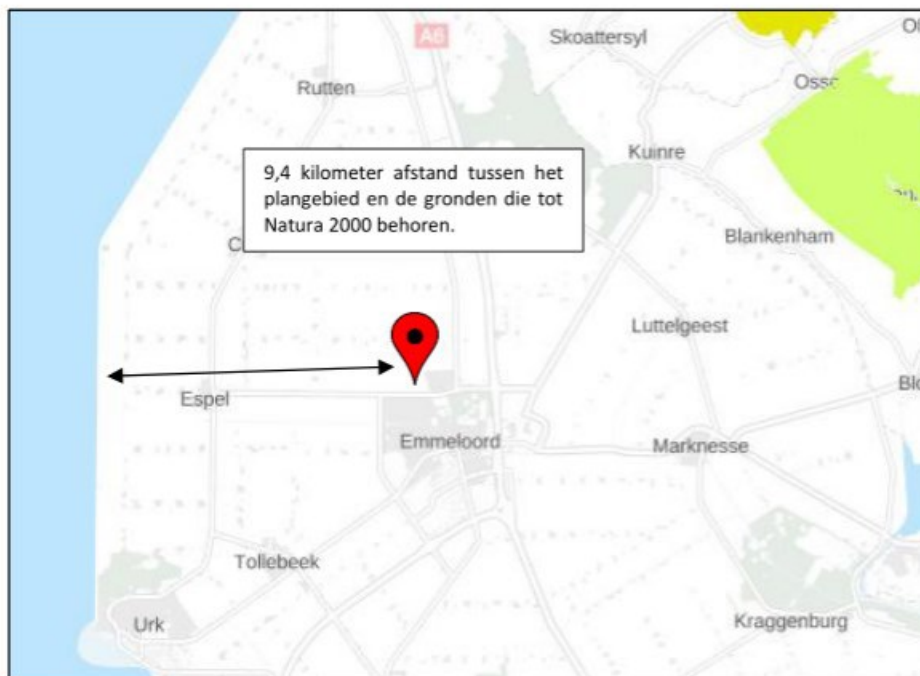 A6
Skoattersyl
Rutten
Kuinre
9,4 kilometer afstand tussen het
plangebied en de gronden die tot
Natura 2000 behoren.
Blankenham
Luttelgeest
Espel
Emmeloord
Marknesse
Tollebeek
Urk
Kraggenburg